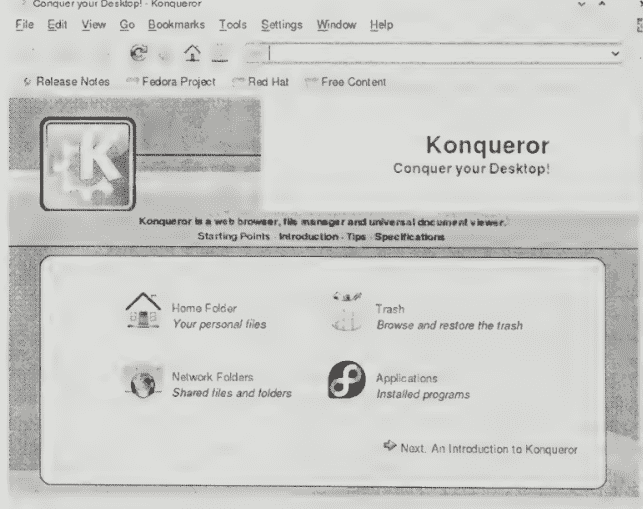 Conquer your Desktop! - Konqueror
File Edit View Go Bookmarks Tools Settings Window Help
Release Notes Fedora Project Red Hat Free Content
K
Konqueror
Conquer your Desktop!
Konqueror is a web browser, file manager and universal document viewer.
Starting Points - Introduction - Tips - Specifications
Home Folder
Your personal files
Trash
Browse and restore the trash
Network Folders
Shared files and folders
Applications
Installed programs
Next: An Introduction to Konqueror